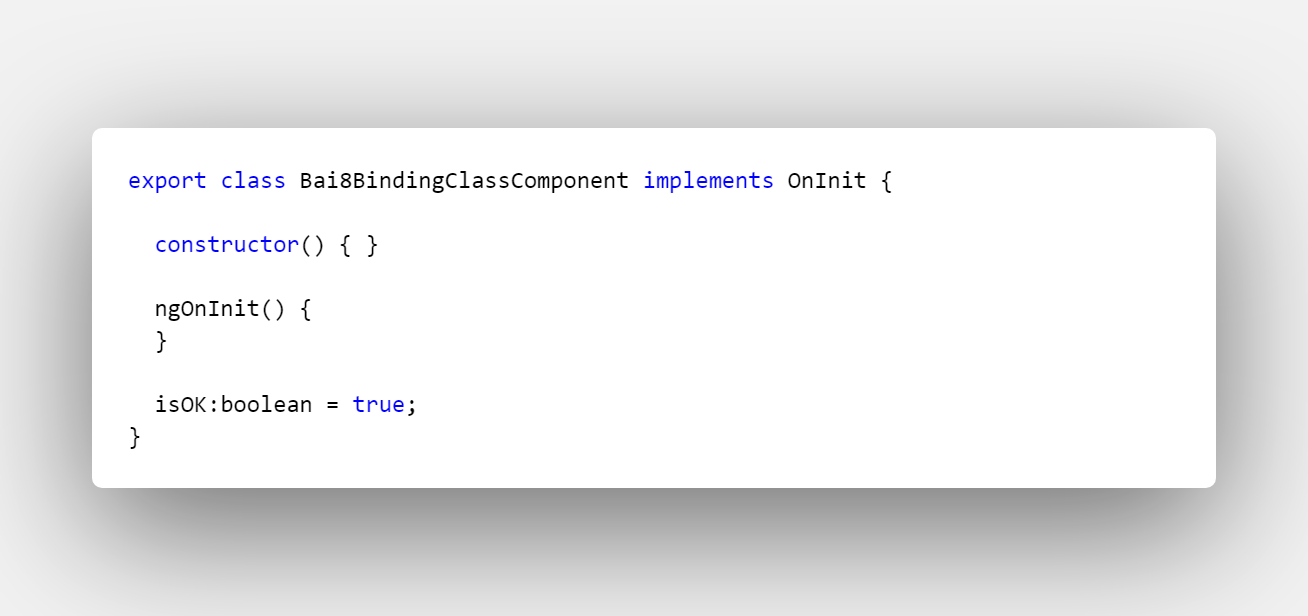 export class Bai8BindingClassComponent implements OnInit {
constructor() { }
ngOnInit() {
}
isOK:boolean = true;
}